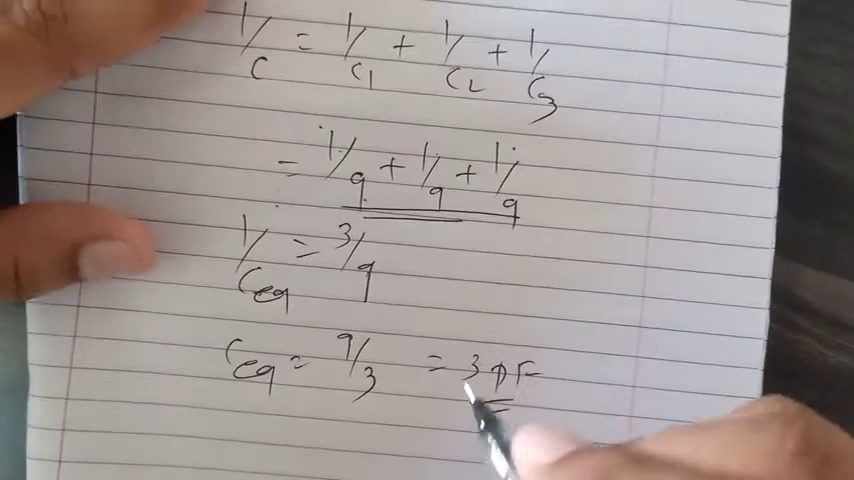 1/C = 1/C1 + 1/C2 + 1/C3
= 1/9 + 1/9 + 1/9
1/Ceq = 3/9
Ceq = 9/3 = 3 pF